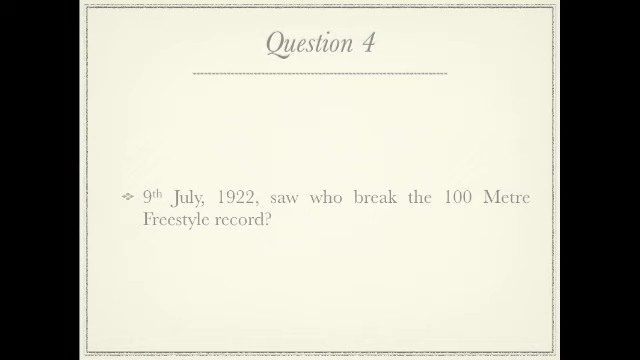 Question 4
9th July, 1922, saw who break the 100 Metre
Freestyle record?